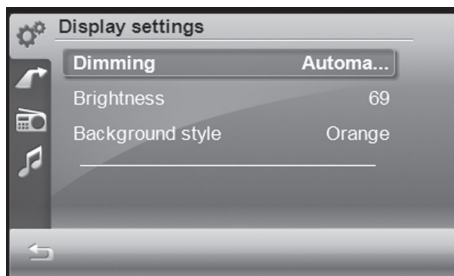 Display settings
Dimming Automa...
Brightness 69
Background style Orange